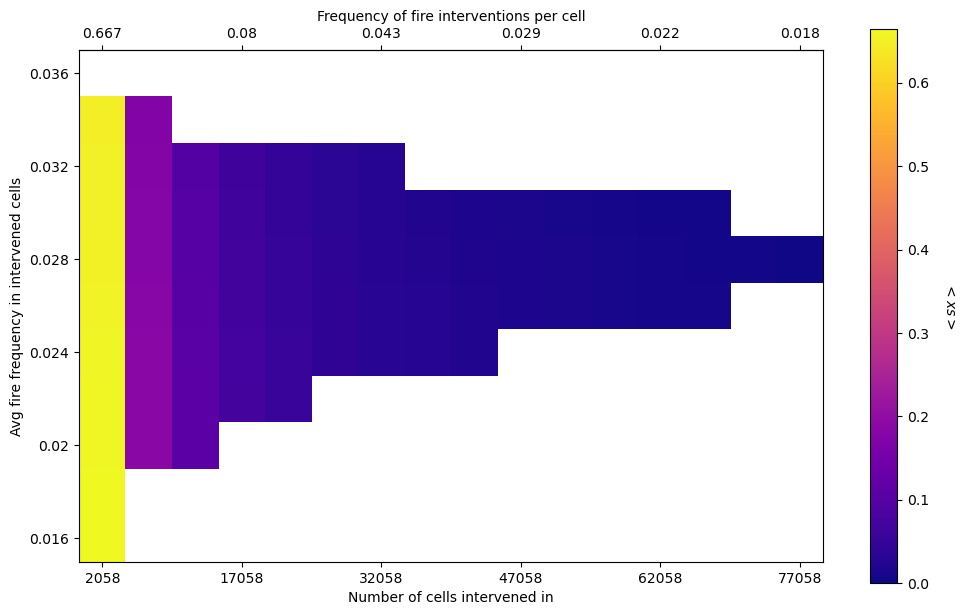 Frequency of fire interventions per cell
0.667 0.08 0.043 0.029 0.022 0.018
0.036
0.032
0.028
0.024
0.02
0.016
Avg fire frequency in intervened cells
2058 17058 32058 47058 62058 77058
Number of cells intervened in
0.6
0.5
0.4
0.3
0.2
0.1
0.0
< sx >